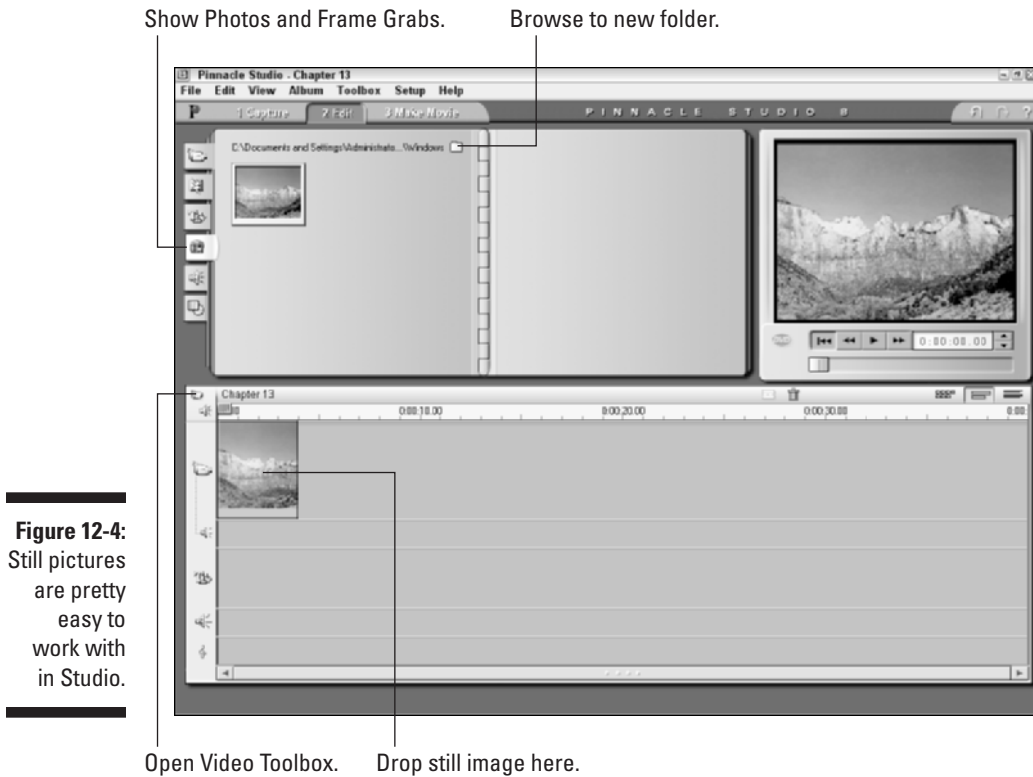 Show Photos and Frame Grabs.
Browse to new folder.
Pinnacle Studio - Chapter 13
File Edit View Album Toolbox Setup Help
1 Capture 2 Edit 3 Make Movie PINNACLE STUDIO 8
C:\Documents and Settings\Administrato...\Windows
0:00:00.00
Chapter 13
0:00:10.00 0:00:20.00 0:00:30.00
Figure 12-4:
Still pictures
are pretty
easy to
work with
in Studio.
Open Video Toolbox.
Drop still image here.